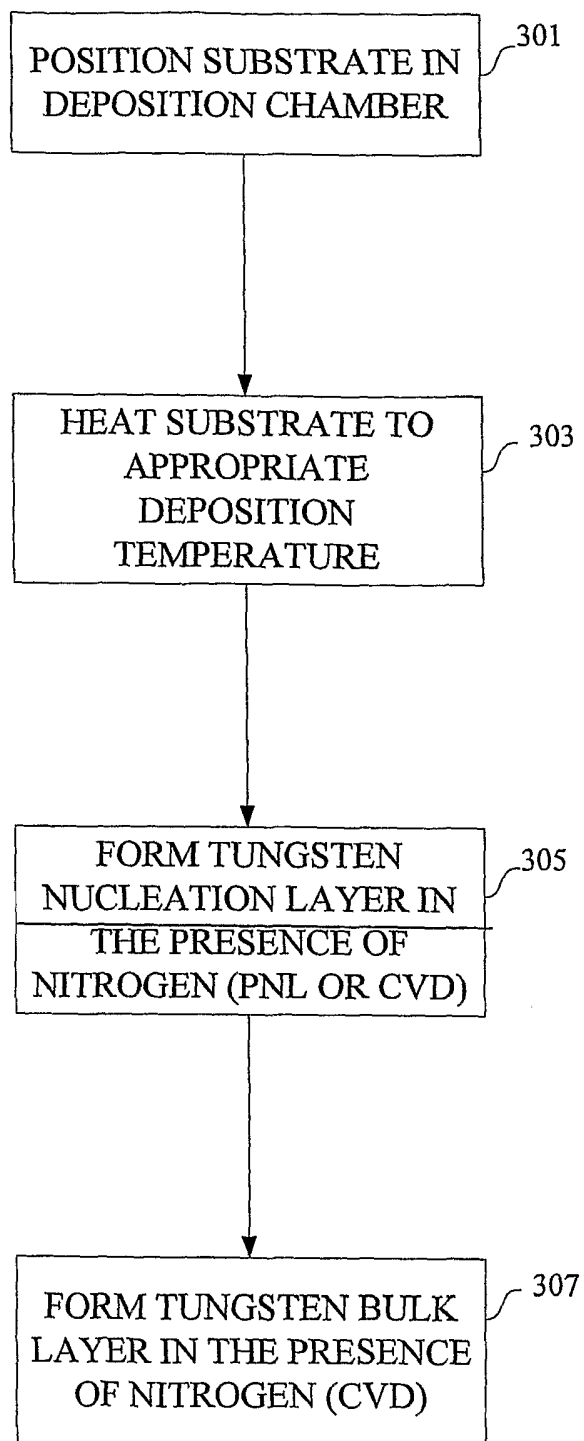 POSITION SUBSTRATE IN
DEPOSITION CHAMBER
301
HEAT SUBSTRATE TO
APPROPRIATE
DEPOSITION
TEMPERATURE
303
FORM TUNGSTEN
NUCLEATION LAYER IN
THE PRESENCE OF
NITROGEN (PNL OR CVD)
305
FORM TUNGSTEN BULK
LAYER IN THE PRESENCE
OF NITROGEN (CVD)
307